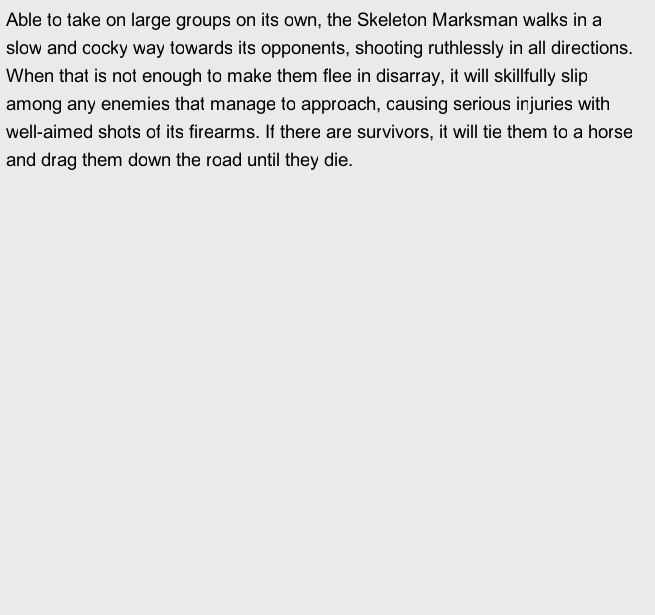 Able to take on large groups on its own, the Skeleton Marksman walks in a
slow and cocky way towards its opponents, shooting ruthlessly in all directions.
When that is not enough to make them flee in disarray, it will skillfully slip
among any enemies that manage to approach, causing serious injuries with
well-aimed shots of its firearms. If there are survivors, it will tie them to a horse
and drag them down the road until they die.